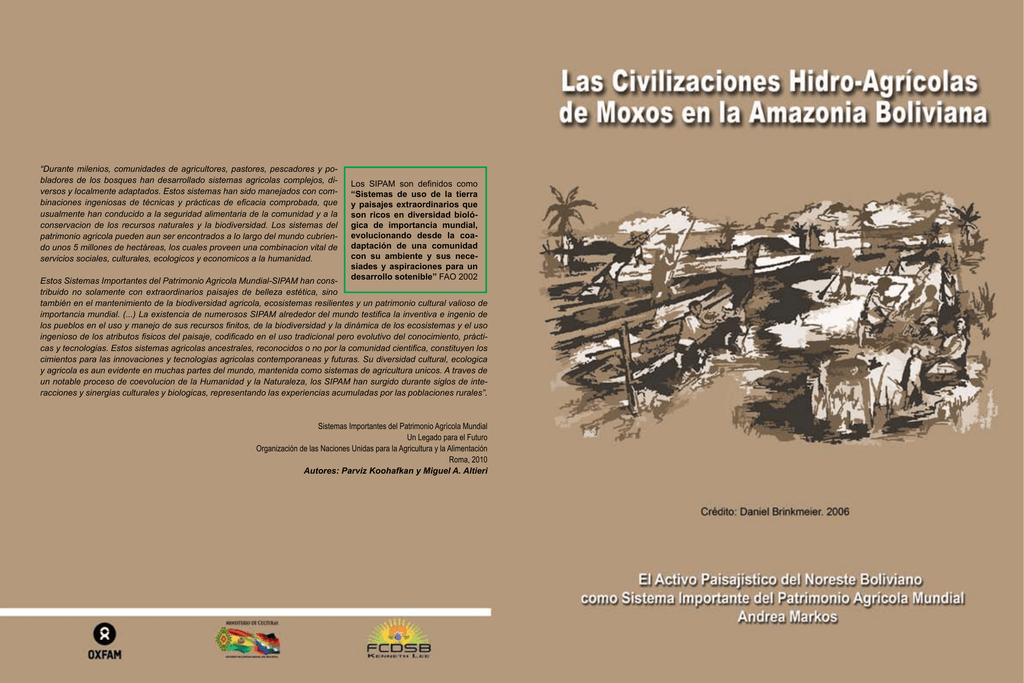 “Durante milenios, comunidades de agricultores, pastores, pescadores y po-
bladores de los bosques han desarrollado sistemas agricolas complejos, di-
versos y localmente adaptados. Estos sistemas han sido manejados con com-
binaciones ingeniosas de técnicas y prácticas de eficacia comprobada, que
usualmente han conducido a la seguridad alimentaria de la comunidad y a la
conservacion de los recursos naturales y la biodiversidad. Los sistemas del
patrimonio agricola pueden aun ser encontrados a lo largo del mundo cubrien-
do unos 5 millones de hectáreas, los cuales proveen una combinacion vital de
servicios sociales, culturales, ecologicos y economicos a la humanidad.
Estos Sistemas Importantes del Patrimonio Agricola Mundial-SIPAM han cons-
tribuido no solamente con extraordinarios paisajes de belleza estética, sino
también en el mantenimiento de la biodiversidad agricola, ecosistemas resilientes y un patrimonio cultural valioso de
importancia mundial. (...) La existencia de numerosos SIPAM alrededor del mundo testifica la inventiva e ingenio de
los pueblos en el uso y manejo de sus recursos finitos, de la biodiversidad y la dinámica de los ecosistemas y el uso
ingenioso de los atributos fisicos del paisaje, codificado en el uso tradicional pero evolutivo del conocimiento, prácti-
cas y tecnologias. Estos sistemas agricolas ancestrales, reconocidos o no por la comunidad cientifica, constituyen los
cimientos para las innovaciones y tecnologias agricolas contemporaneas y futuras. Su diversidad cultural, ecologica
y agricola es aun evidente en muchas partes del mundo, mantenida como sistemas de agricultura unicos. A traves de
un notable proceso de coevolucion de la Humanidad y la Naturaleza, los SIPAM han surgido durante siglos de inte-
racciones y sinergias culturales y biologicas, representando las experiencias acumuladas por las poblaciones rurales”.
Los SIPAM son definidos como
“Sistemas de uso de la tierra
y paisajes extraordinarios que
son ricos en diversidad bioló-
gica de importancia mundial,
evolucionando desde la coa-
daptación de una comunidad
con su ambiente y sus nece-
siades y aspiraciones para un
desarrollo sotenible” FAO 2002
Sistemas Importantes del Patrimonio Agricola Mundial
Un Legado para el Futuro
Organización de las Naciones Unidas para la Agricultura y la Alimentación
Roma, 2010
Autores: Parviz Koohafkan y Miguel A. Altieri
OXFAM
MINISTERIO DE CULTURAS
FCDSB
KENNETH LEE
Las Civilizaciones Hidro-Agrícolas
de Moxos en la Amazonia Boliviana
Crédito: Daniel Brinkmeier. 2006
El Activo Paisajístico del Noreste Boliviano
como Sistema Importante del Patrimonio Agrícola Mundial
Andrea Markos